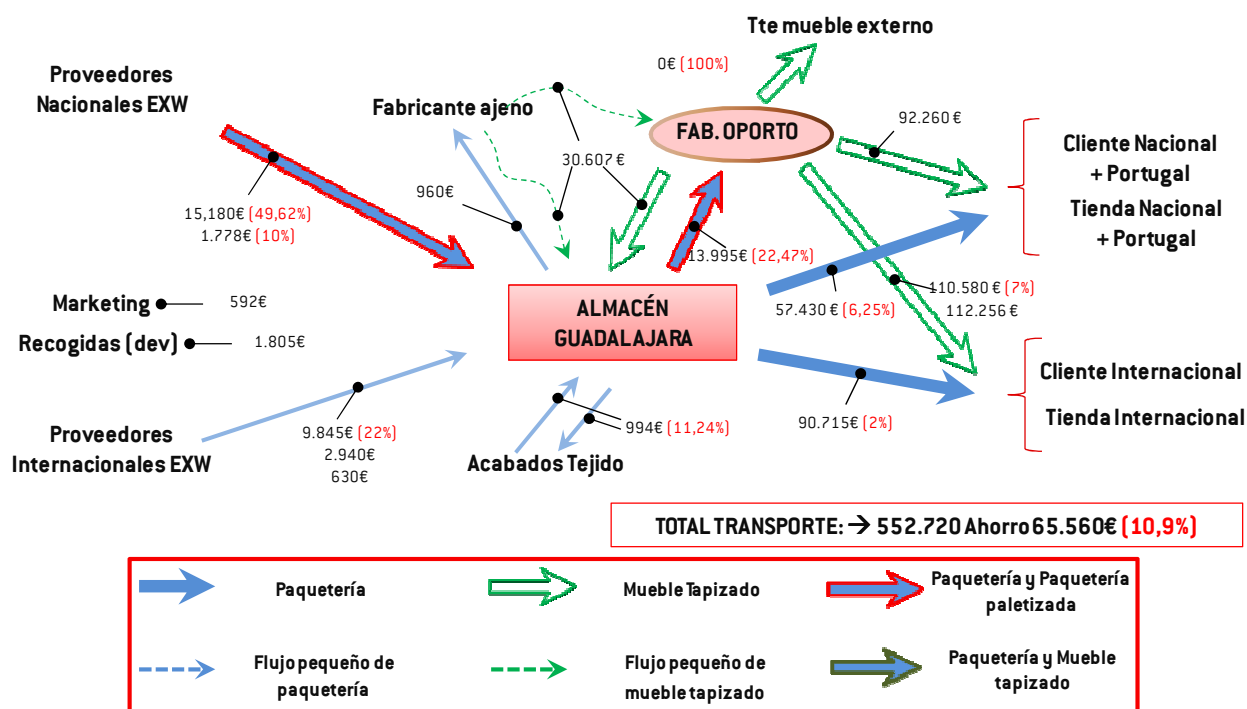 Tte mueble externo
0€ (100%)
Proveedores
Nacionales EXW
Fabricante ajeno
FAB. OPORTO
92.260 €
Cliente Nacional
+ Portugal
Tienda Nacional
+ Portugal
30.607 €
960€
15,180€ (49,62%)
1.778€ (10%)
13.995€ (22,47%)
Marketing
592€
Recogidas (dev)
1.805€
ALMACÉN
GUADALAJARA
57.430 € (6,25%)
110.580 € (7%)
112.256 €
Cliente Internacional
Tienda Internacional
90.715€ (2%)
Proveedores
Internacionales EXW
9.845€ (22%)
2.940€
630€
994€ (11,24%)
Acabados Tejido
TOTAL TRANSPORTE: → 552.720 Ahorro 65.560€ (10,9%)
Paquetería
Mueble Tapizado
Paquetería y Paquetería
paletizada
Flujo pequeño de
paquetería
Flujo pequeño de
mueble tapizado
Paquetería y Mueble
tapizado